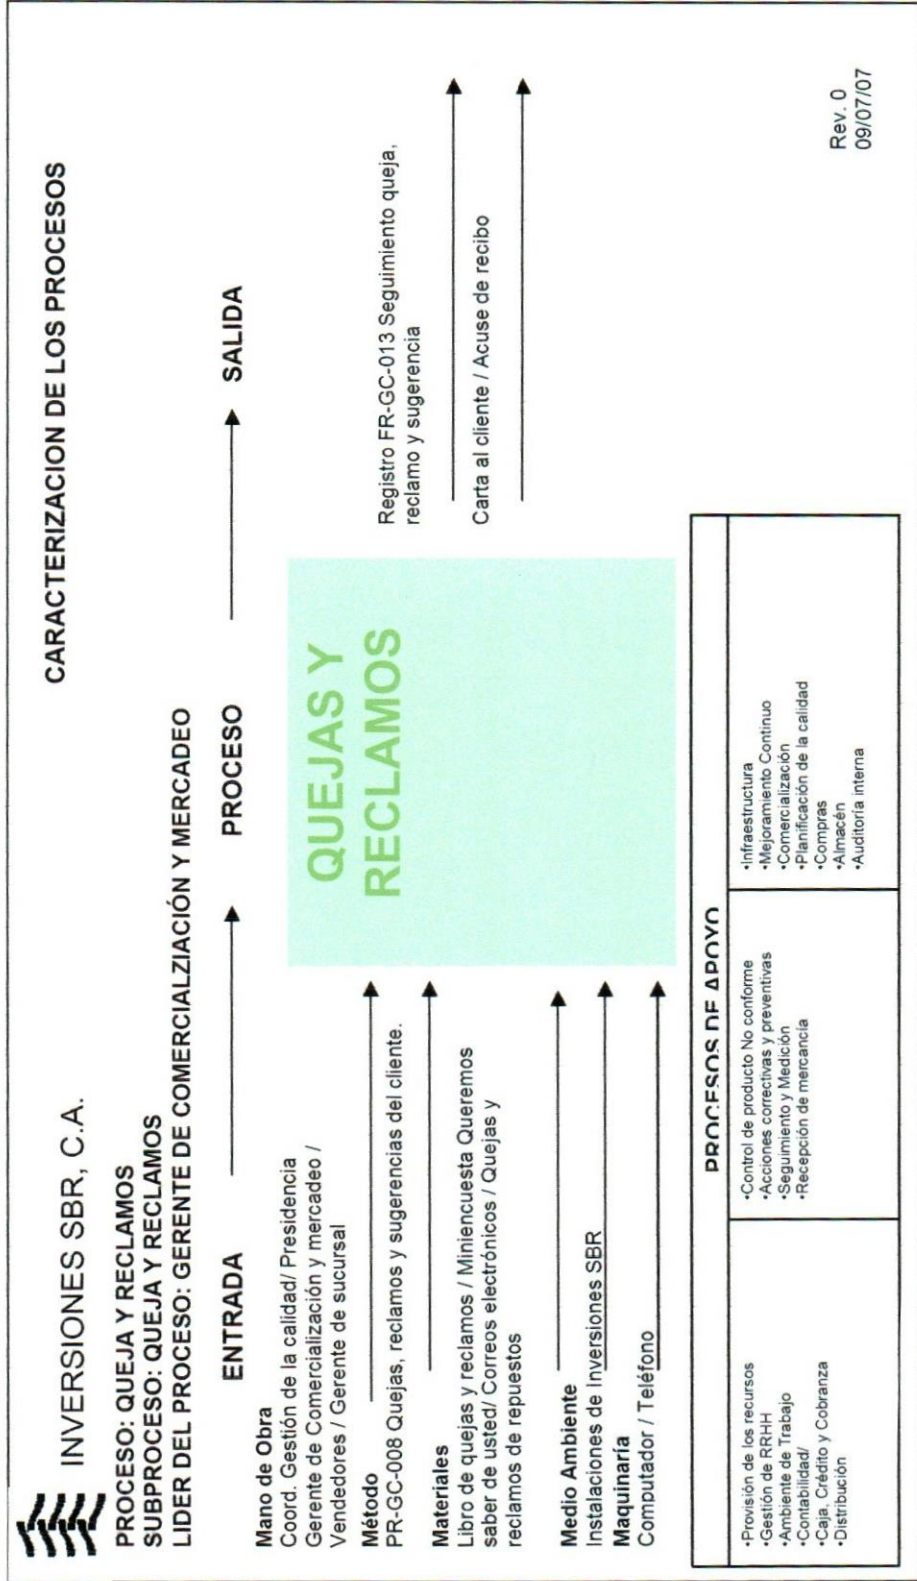 INVERSIONES SBR, C.A.
CARACTERIZACION DE LOS PROCESOS
PROCESO: QUEJA Y RECLAMOS
SUBPROCESO: QUEJA Y RECLAMOS
LIDER DEL PROCESO: GERENTE DE COMERCIALZIACIÓN Y MERCADEO
ENTRADA
PROCESO
SALIDA
Mano de Obra
Coord. Gestión de la calidad/ Presidencia
Gerente de Comercialización y mercadeo /
Vendedores / Gerente de sucursal
Método
PR-GC-008 Quejas, reclamos y sugerencias del cliente.
Materiales
Libro de quejas y reclamos / Miniencuesta Queremos
saber de usted/ Correos electrónicos / Quejas y
reclamos de repuestos
Medio Ambiente
Instalaciones de Inversiones SBR
Maquinaría
Computador / Teléfono
QUEJAS Y
RECLAMOS
Registro FR-GC-013 Seguimiento queja,
reclamo y sugerencia
Carta al cliente / Acuse de recibo
PROCESOS DE APOYO
•Provisión de los recursos
•Gestión de RRHH
•Ambiente de Trabajo
•Contabilidad/
•Caja, Crédito y Cobranza
•Distribución
•Control de producto No conforme
•Acciones correctivas y preventivas
•Seguimiento y Medición
•Recepción de mercancía
•Infraestructura
•Mejoramiento Continuo
•Comercialización
•Planificación de la calidad
•Compras
•Almacén
•Auditoría interna
Rev. 0
09/07/07